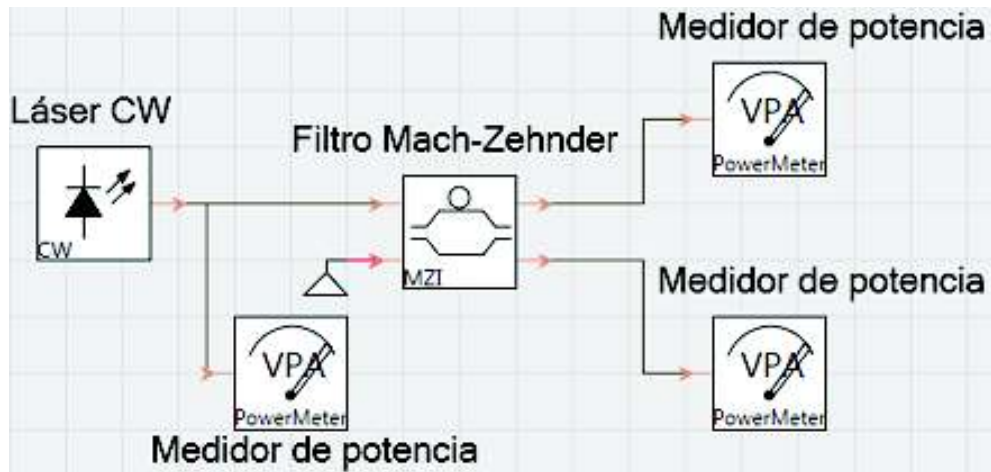 Medidor de potencia
VPA
PowerMeter
Láser CW
CW
Filtro Mach-Zehnder
MZI
Medidor de potencia
VPA
PowerMeter
VPA
PowerMeter
Medidor de potencia